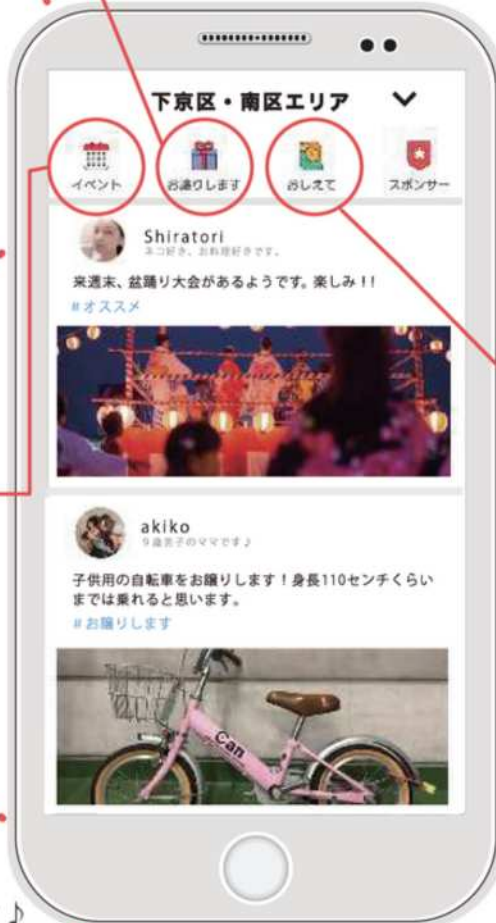 下京区・南区エリア
イベント
お譲りします
おしえて
スポンサー
Shiratori
ネコ好き、お料理好きです。
来週末、盆踊り大会があるようです。楽しみ!!
#オススメ
akiko
9歳男子のママです♪
子供用の自転車をお譲りします!身長110センチくらい
までは乗れると思います。
#お譲りします
Can
♪